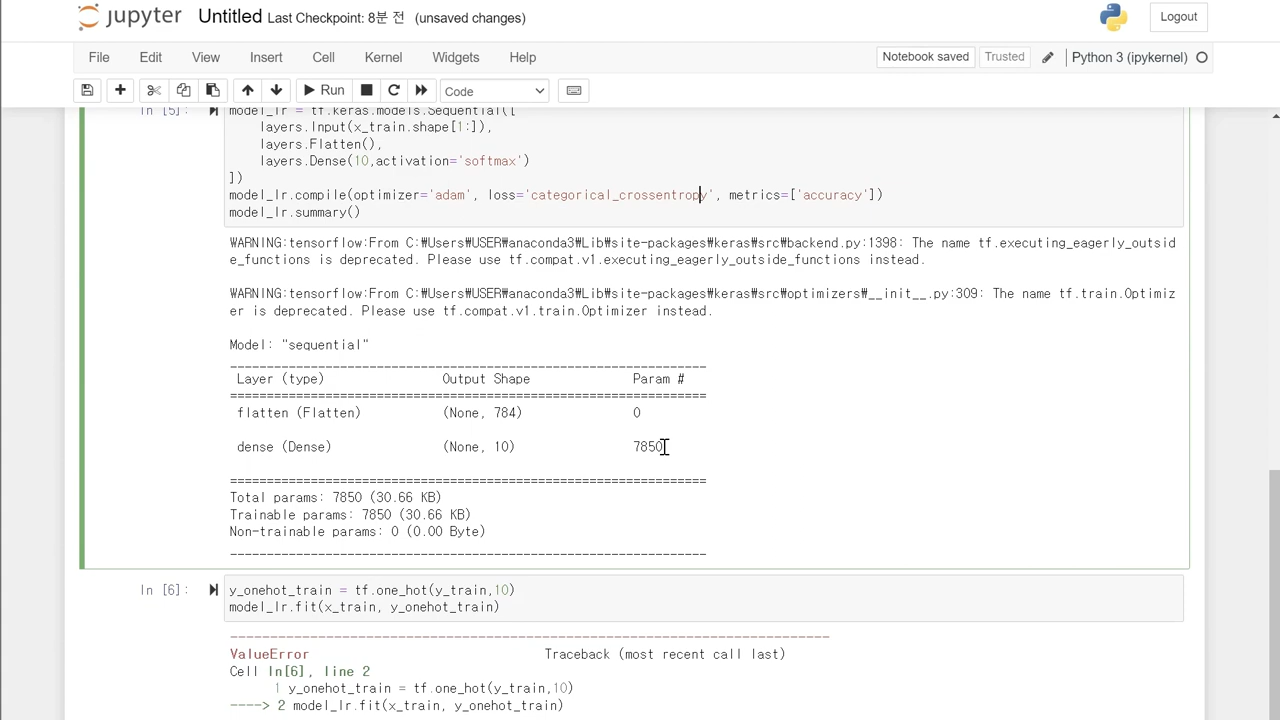 jupyter Untitled Last Checkpoint: 8분 전 (unsaved changes) Logout
File Edit View Insert Cell Kernel Widgets Help Notebook saved Trusted Python 3 (ipykernel)
Run Code
In [5]: model_lr = tf.keras.models.Sequential([
layers.Input(x_train.shape[1:]),
layers.Flatten(),
layers.Dense(10,activation='softmax')
])
model_lr.compile(optimizer='adam', loss='categorical_crossentropy', metrics=['accuracy'])
model_lr.summary()
WARNING:tensorflow:From C:₩Users₩USER₩anaconda3₩Lib₩site-packages₩keras₩src₩backend.py:1398: The name tf.executing_eagerly_outsid
e_functions is deprecated. Please use tf.compat.v1.executing_eagerly_outside_functions instead.
WARNING:tensorflow:From C:₩Users₩USER₩anaconda3₩Lib₩site-packages₩keras₩src₩optimizers₩__init__.py:309: The name tf.train.Optimiz
er is deprecated. Please use tf.compat.v1.train.Optimizer instead.
Model: "sequential"
Layer (type) Output Shape Param #
flatten (Flatten) (None, 784) 0
dense (Dense) (None, 10) 7850
Total params: 7850 (30.66 KB)
Trainable params: 7850 (30.66 KB)
Non-trainable params: 0 (0.00 Byte)
In [6]: y_onehot_train = tf.one_hot(y_train,10)
model_lr.fit(x_train, y_onehot_train)
ValueError Traceback (most recent call last)
Cell In[6], line 2
1 y_onehot_train = tf.one_hot(y_train,10)
----> 2 model_lr.fit(x_train, y_onehot_train)